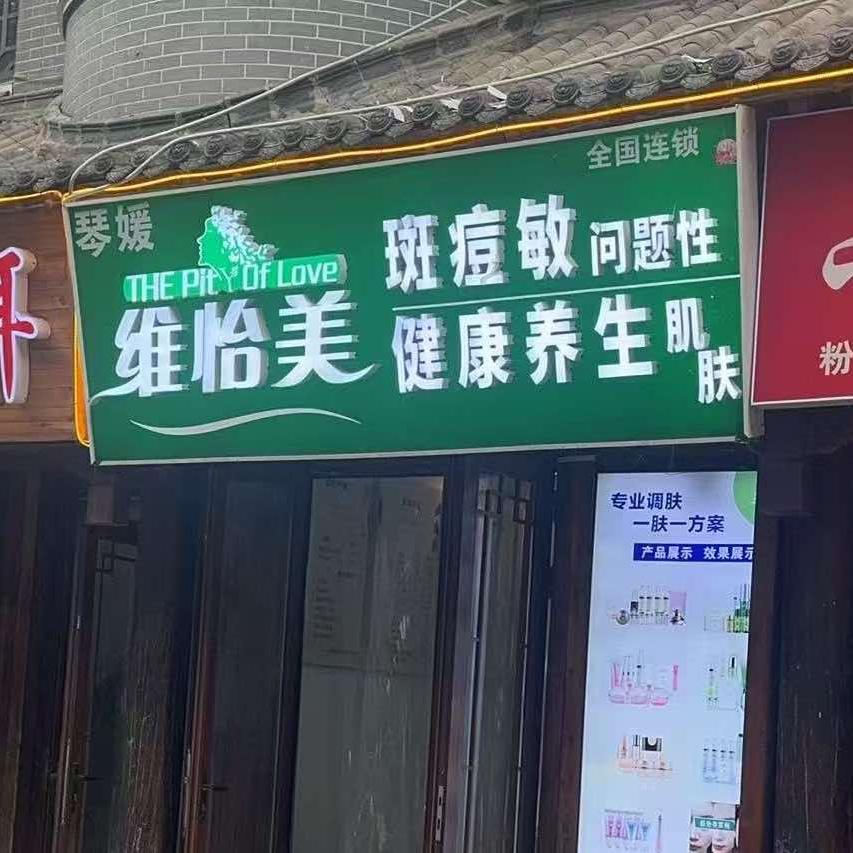 全国连锁
琴媛
THE Pit Of Love
维怡美
斑痘敏问题性
健康养生肌肤
专业调肤
一肤一方案
产品展示 效果展示
粉